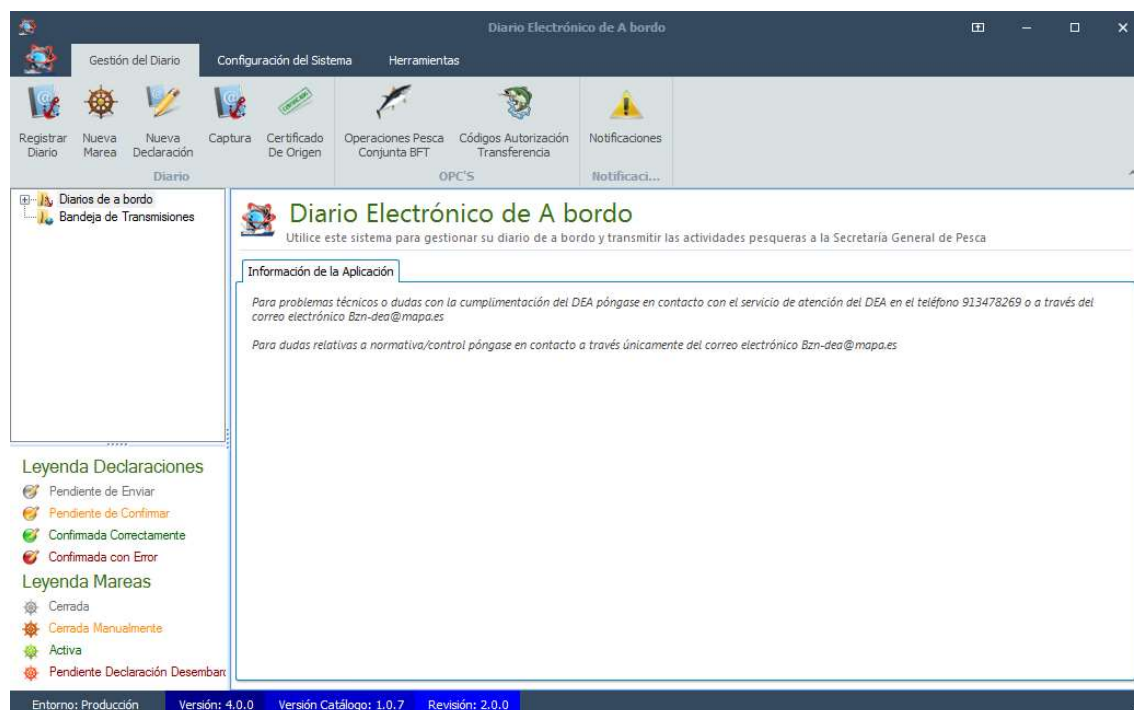 Diario Electrónico de A bordo
Gestión del Diario Configuración del Sistema Herramientas
Registrar Diario
Nueva Marea
Nueva Declaración
Captura
Certificado De Origen
Operaciones Pesca Conjunta BFT
Códigos Autorización Transferencia
Notificaciones
Diario OPC'S Notificaci...
Diarios de a bordo
Bandeja de Transmisiones
Diario Electrónico de A bordo
Utilice este sistema para gestionar su diario de a bordo y transmitir las actividades pesqueras a la Secretaría General de Pesca
Información de la Aplicación
Para problemas técnicos o dudas con la cumplimentación del DEA póngase en contacto con el servicio de atención del DEA en el teléfono 913478269 o a través del
correo electrónico Bzn-dea@mapa.es
Para dudas relativas a normativa/control póngase en contacto a través únicamente del correo electrónico Bzn-dea@mapa.es
Leyenda Declaraciones
Pendiente de Enviar
Pendiente de Confirmar
Confirmada Correctamente
Confirmada con Error
Leyenda Mareas
Cerrada
Cerrada Manualmente
Activa
Pendiente Declaración Desembarc
Entorno: Producción Versión: 4.0.0 Versión Catálogo: 1.0.7 Revisión: 2.0.0